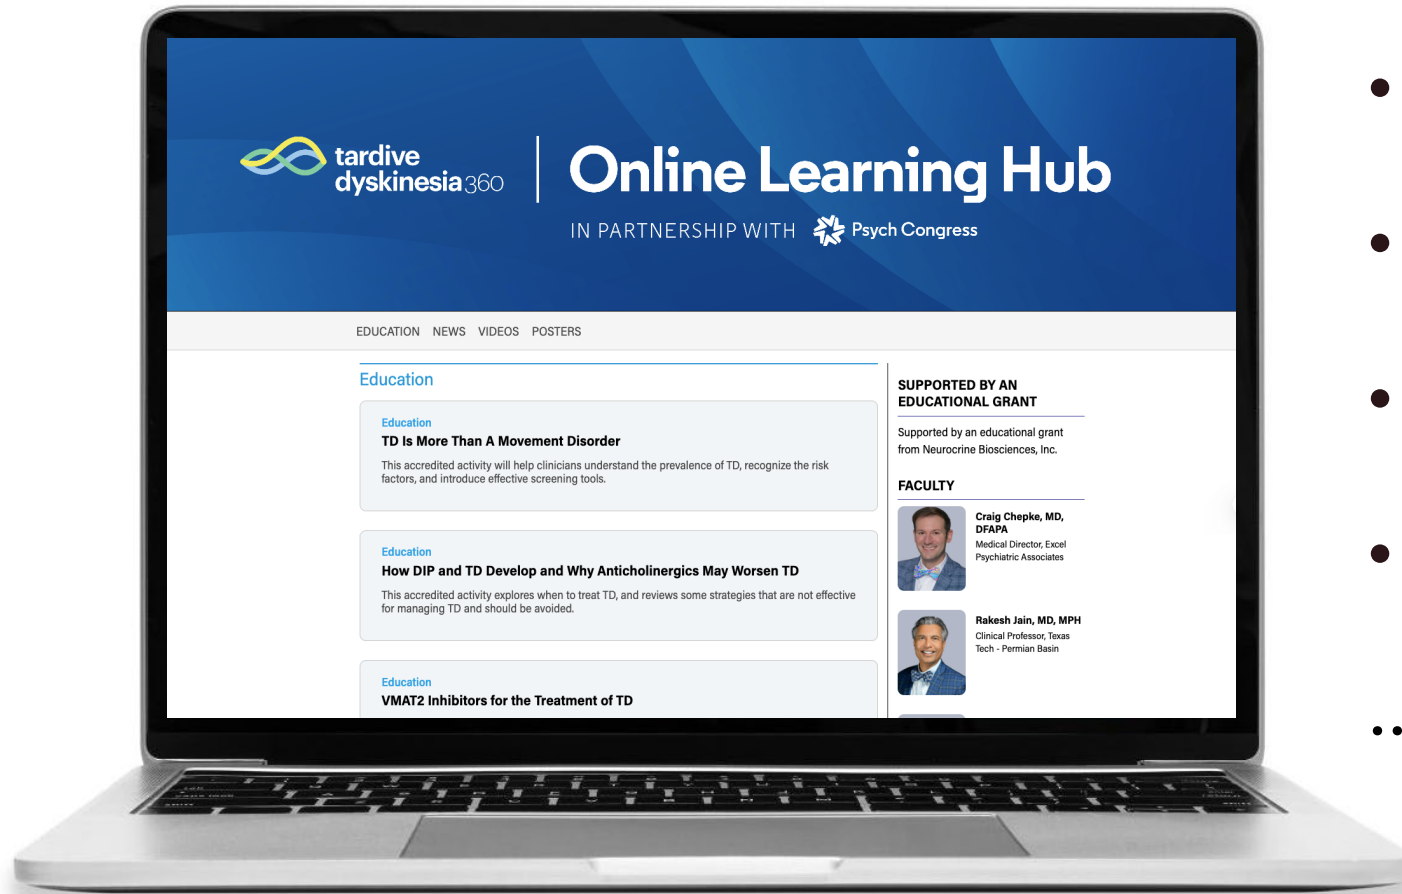 tardive
dyskinesia 360
Online Learning Hub
IN PARTNERSHIP WITH Psych Congress
EDUCATION NEWS VIDEOS POSTERS
Education
Education
TD Is More Than A Movement Disorder
This accredited activity will help clinicians understand the prevalence of TD, recognize the risk
factors, and introduce effective screening tools.
Education
How DIP and TD Develop and Why Anticholinergics May Worsen TD
This accredited activity explores when to treat TD, and reviews some strategies that are not effective
for managing TD and should be avoided.
Education
VMAT2 Inhibitors for the Treatment of TD
SUPPORTED BY AN
EDUCATIONAL GRANT
Supported by an educational grant
from Neurocrine Biosciences, Inc.
FACULTY
Craig Chepke, MD,
DFAPA
Medical Director, Excel
Psychiatric Associates
Rakesh Jain, MD, MPH
Clinical Professor, Texas
Tech - Permian Basin